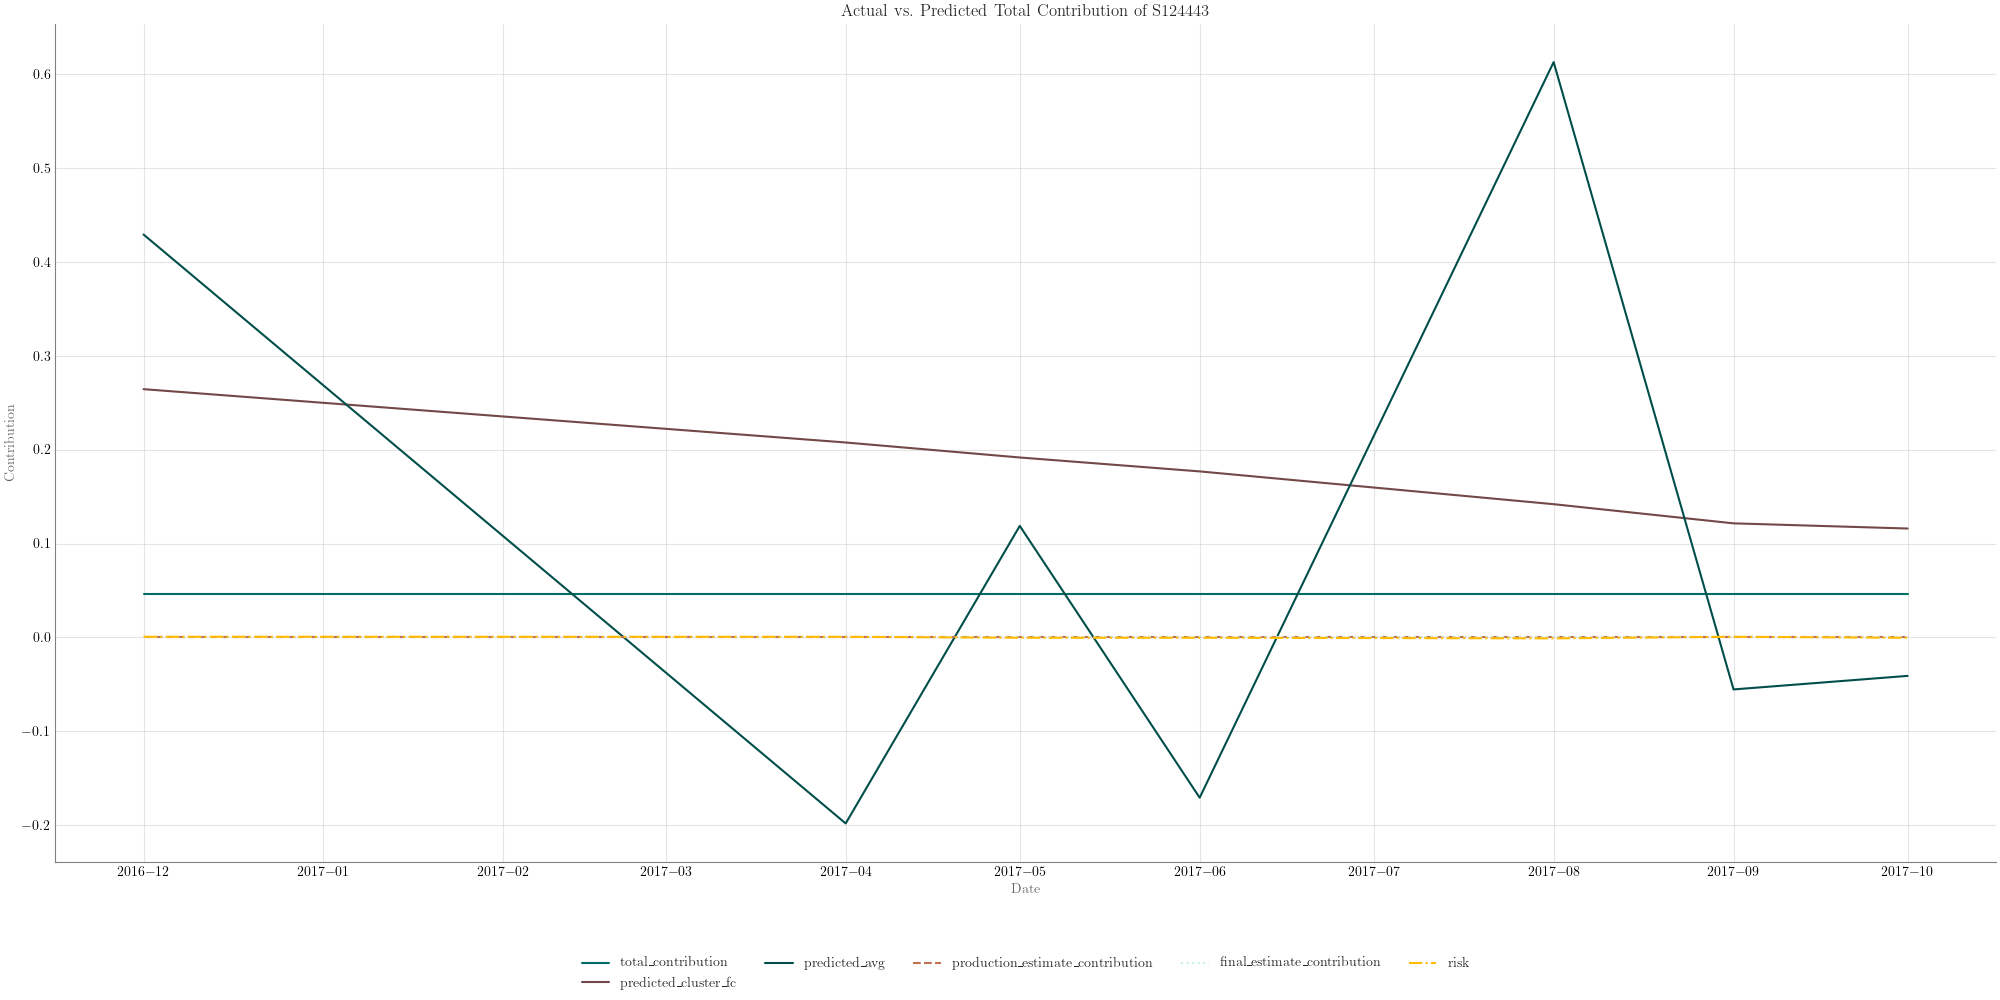 Actual vs. Predicted Total Contribution of S124443
Contribution
0.6
0.5
0.4
0.3
0.2
0.1
0.0
−0.1
−0.2
2016−12
2017−01
2017−02
2017−03
2017−04
2017−05
2017−06
2017−07
2017−08
2017−09
2017−10
Date
total_contribution
predicted_cluster_fc
predicted_avg
production_estimate_contribution
final_estimate_contribution
risk